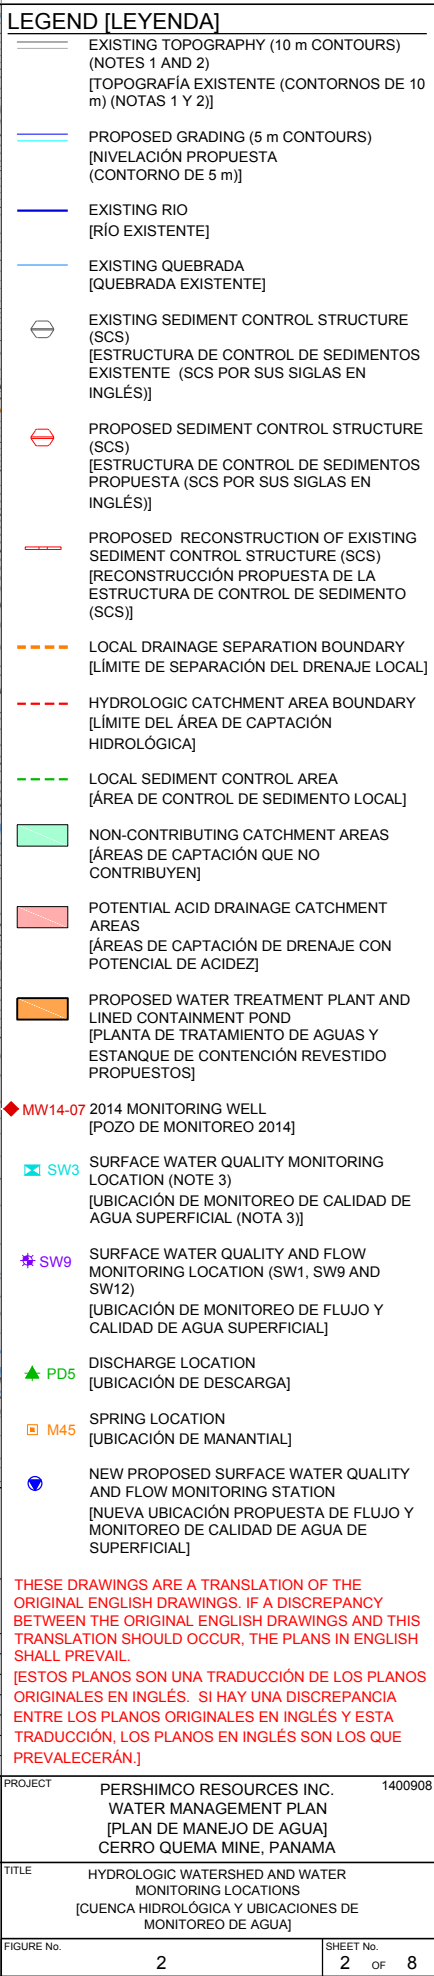 LEGEND [LEYENDA]
EXISTING TOPOGRAPHY (10 m CONTOURS)
(NOTES 1 AND 2)
[TOPOGRAFÍA EXISTENTE (CONTORNOS DE 10
m) (NOTAS 1 Y 2)]
PROPOSED GRADING (5 m CONTOURS)
[NIVELACIÓN PROPUESTA
(CONTORNO DE 5 m)]
EXISTING RIO
[RÍO EXISTENTE]
EXISTING QUEBRADA
[QUEBRADA EXISTENTE]
EXISTING SEDIMENT CONTROL STRUCTURE
(SCS)
[ESTRUCTURA DE CONTROL DE SEDIMENTOS
EXISTENTE (SCS POR SUS SIGLAS EN
INGLÉS)]
PROPOSED SEDIMENT CONTROL STRUCTURE
(SCS)
[ESTRUCTURA DE CONTROL DE SEDIMENTOS
PROPUESTA (SCS POR SUS SIGLAS EN
INGLÉS)]
PROPOSED RECONSTRUCTION OF EXISTING
SEDIMENT CONTROL STRUCTURE (SCS)
[RECONSTRUCCIÓN PROPUESTA DE LA
ESTRUCTURA DE CONTROL DE SEDIMENTO
(SCS)]
LOCAL DRAINAGE SEPARATION BOUNDARY
[LÍMITE DE SEPARACIÓN DEL DRENAJE LOCAL]
HYDROLOGIC CATCHMENT AREA BOUNDARY
[LÍMITE DEL ÁREA DE CAPTACIÓN
HIDROLÓGICA]
LOCAL SEDIMENT CONTROL AREA
[ÁREA DE CONTROL DE SEDIMENTO LOCAL]
NON-CONTRIBUTING CATCHMENT AREAS
[ÁREAS DE CAPTACIÓN QUE NO
CONTRIBUYEN]
POTENTIAL ACID DRAINAGE CATCHMENT
AREAS
[ÁREAS DE CAPTACIÓN DE DRENAJE CON
POTENCIAL DE ACIDEZ]
PROPOSED WATER TREATMENT PLANT AND
LINED CONTAINMENT POND
[PLANTA DE TRATAMIENTO DE AGUAS Y
ESTANQUE DE CONTENCIÓN REVESTIDO
PROPUESTOS]
MW14-07 2014 MONITORING WELL
[POZO DE MONITOREO 2014]
SURFACE WATER QUALITY MONITORING
SW3 LOCATION (NOTE 3)
[UBICACIÓN DE MONITOREO DE CALIDAD DE
AGUA SUPERFICIAL (NOTA 3)]
SURFACE WATER QUALITY AND FLOW
SW9 MONITORING LOCATION (SW1, SW9 AND
SW12)
[UBICACIÓN DE MONITOREO DE FLUJO Y
CALIDAD DE AGUA SUPERFICIAL]
DISCHARGE LOCATION
PD5 [UBICACIÓN DE DESCARGA]
SPRING LOCATION
M45 [UBICACIÓN DE MANANTIAL]
NEW PROPOSED SURFACE WATER QUALITY
AND FLOW MONITORING STATION
[NUEVA UBICACIÓN PROPUESTA DE FLUJO Y
MONITOREO DE CALIDAD DE AGUA DE
SUPERFICIAL]
THESE DRAWINGS ARE A TRANSLATION OF THE
ORIGINAL ENGLISH DRAWINGS. IF A DISCREPANCY
BETWEEN THE ORIGINAL ENGLISH DRAWINGS AND THIS
TRANSLATION SHOULD OCCUR, THE PLANS IN ENGLISH
SHALL PREVAIL.
[ESTOS PLANOS SON UNA TRADUCCIÓN DE LOS PLANOS
ORIGINALES EN INGLÉS. SI HAY UNA DISCREPANCIA
ENTRE LOS PLANOS ORIGINALES EN INGLÉS Y ESTA
TRADUCCIÓN, LOS PLANOS EN INGLÉS SON LOS QUE
PREVALECERÁN.]
PROJECT PERSHIMCO RESOURCES INC. 1400908
WATER MANAGEMENT PLAN
[PLAN DE MANEJO DE AGUA]
CERRO QUEMA MINE, PANAMA
TITLE HYDROLOGIC WATERSHED AND WATER
MONITORING LOCATIONS
[CUENCA HIDROLÓGICA Y UBICACIONES DE
MONITOREO DE AGUA]
FIGURE No. SHEET No.
2 2 OF 8